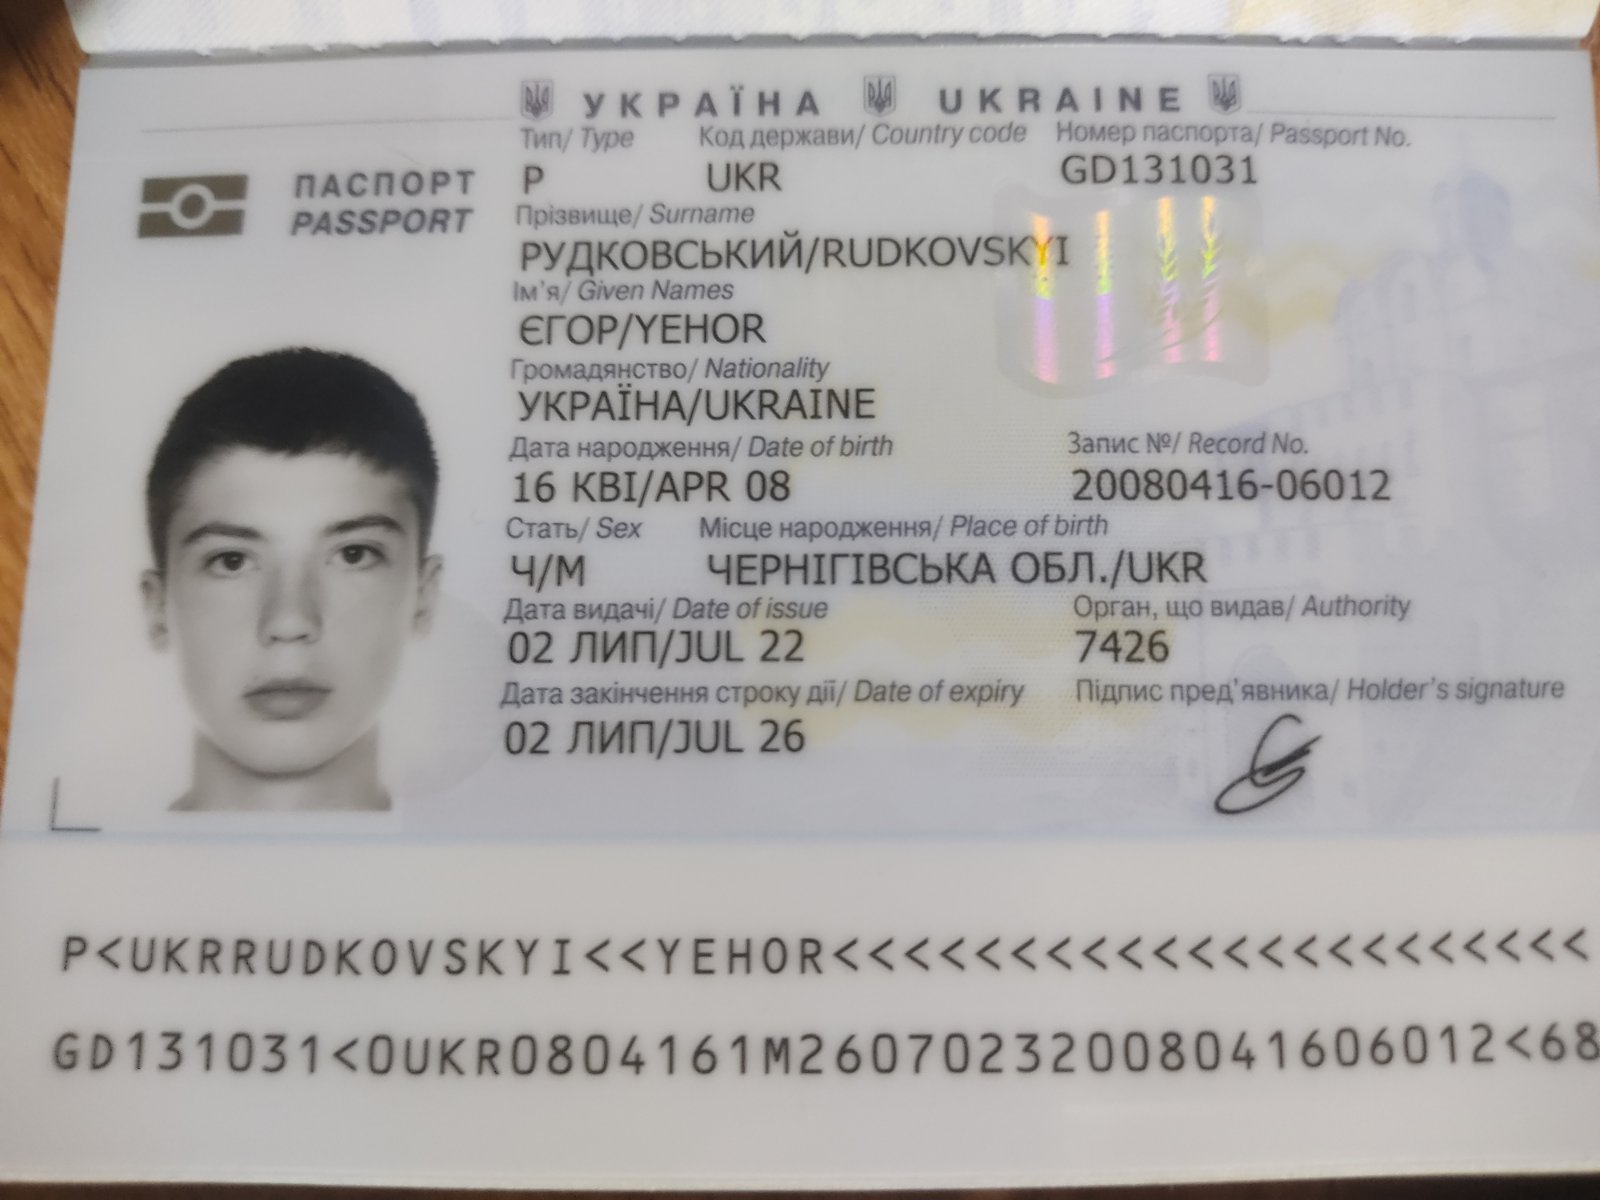 УКРАЇНА UKRAINE
Тип/ Type Код держави/ Country code Номер паспорта/ Passport No.
P UKR GD131031
ПАСПОРТ
PASSPORT
Прізвище/ Surname
РУДКОВСЬКИЙ/RUDKOVSKYI
Ім'я/ Given Names
ЄГОР/YEHOR
Громадянство/ Nationality
УКРАЇНА/UKRAINE
Дата народження/ Date of birth Запис №/ Record No.
16 КВІ/APR 08 20080416-06012
Стать/ Sex Місце народження/ Place of birth
Ч/M ЧЕРНІГІВСЬКА ОБЛ./UKR
Дата видачі/ Date of issue Орган, що видав/ Authority
02 ЛИП/JUL 22 7426
Дата закінчення строку дії/ Date of expiry Підпис пред'явника/ Holder's signature
02 ЛИП/JUL 26
P<UKRRUDKOVSKYI<<YEHOR<<<<<<<<<<<<<<<<<<<<<<
GD131031<0UKR0804161M26070232008041606012<68